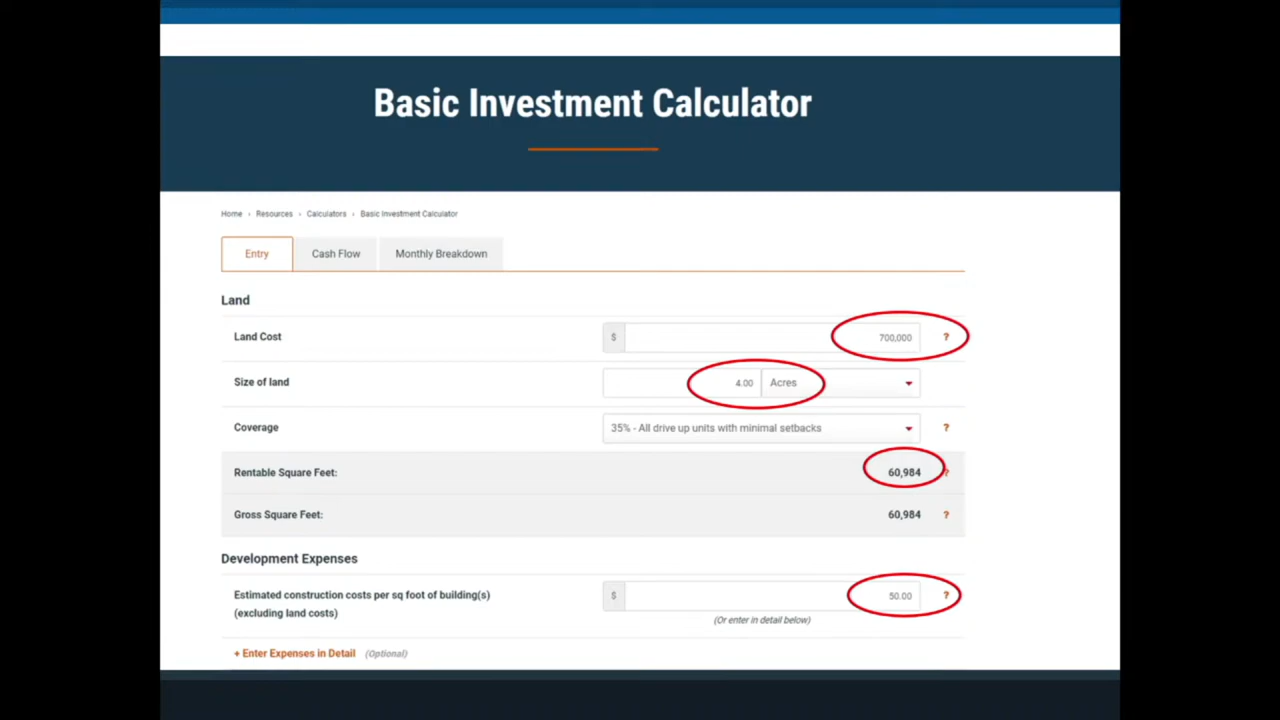 Basic Investment Calculator
Home › Resources › Calculators › Basic Investment Calculator
Entry Cash Flow Monthly Breakdown
Land
Land Cost $ 700,000 ?
Size of land 4.00 Acres
Coverage 35% - All drive up units with minimal setbacks ?
Rentable Square Feet: 60,984 ?
Gross Square Feet: 60,984 ?
Development Expenses
Estimated construction costs per sq foot of building(s) $ 50.00 ?
(excluding land costs)
(Or enter in detail below)
+ Enter Expenses in Detail (Optional)